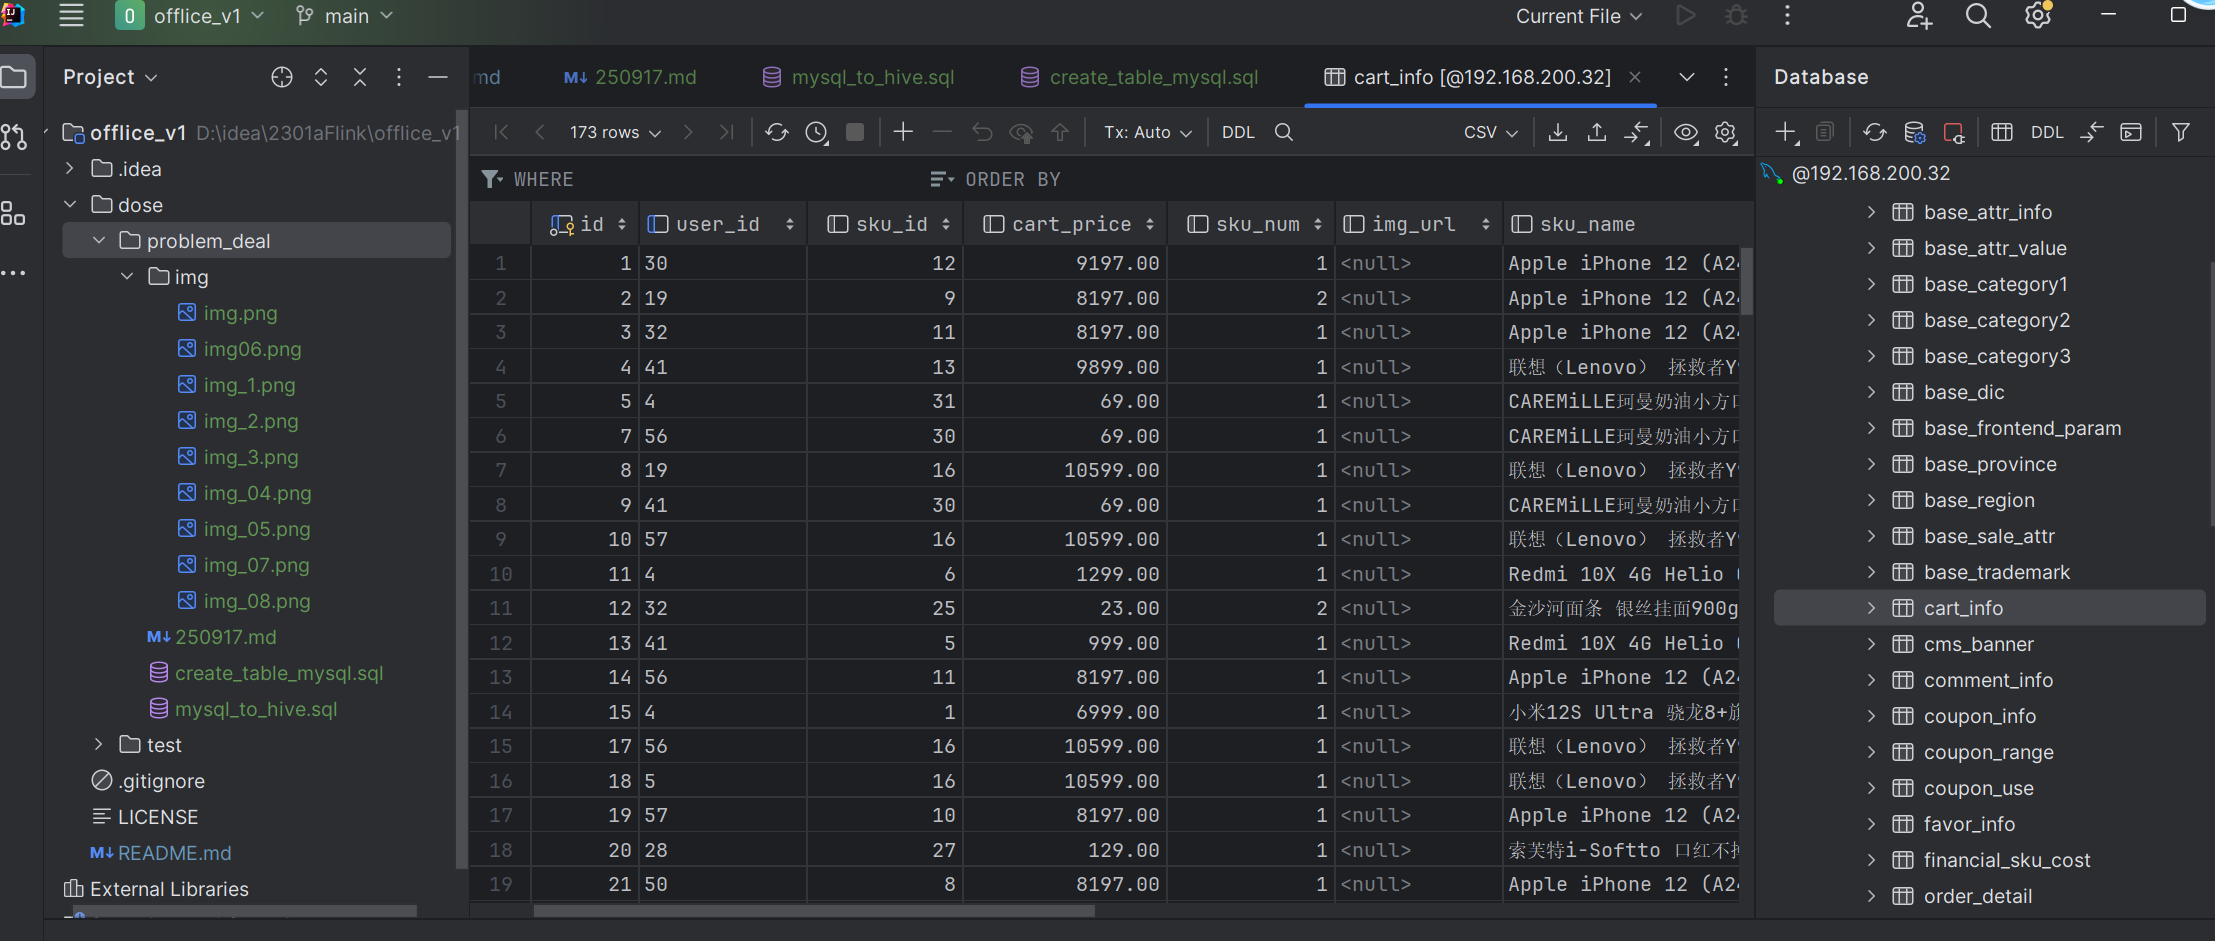 offlice_v1 main Current File
Project
offlice_v1 D:\idea\2301aFlink\offlice_v1
.idea
dose
problem_deal
img
img.png
img06.png
img_1.png
img_2.png
img_3.png
img_04.png
img_05.png
img_07.png
img_08.png
250917.md
create_table_mysql.sql
mysql_to_hive.sql
test
.gitignore
LICENSE
README.md
External Libraries
md 250917.md mysql_to_hive.sql create_table_mysql.sql cart_info [@192.168.200.32]
173 rows Tx: Auto DDL CSV
WHERE ORDER BY
id user_id sku_id cart_price sku_num img_url sku_name
1 1 30 12 9197.00 1 <null> Apple iPhone 12 (A24
2 2 19 9 8197.00 2 <null> Apple iPhone 12 (A24
3 3 32 11 8197.00 1 <null> Apple iPhone 12 (A24
4 4 41 13 9899.00 1 <null> 联想（Lenovo） 拯救者Y9
5 5 4 31 69.00 1 <null> CAREMiLLE珂曼奶油小方口
6 7 56 30 69.00 1 <null> CAREMiLLE珂曼奶油小方口
7 8 19 16 10599.00 1 <null> 联想（Lenovo） 拯救者Y9
8 9 41 30 69.00 1 <null> CAREMiLLE珂曼奶油小方口
9 10 57 16 10599.00 1 <null> 联想（Lenovo） 拯救者Y9
10 11 4 6 1299.00 1 <null> Redmi 10X 4G Helio
11 12 32 25 23.00 2 <null> 金沙河面条 银丝挂面900g
12 13 41 5 999.00 1 <null> Redmi 10X 4G Helio
13 14 56 11 8197.00 1 <null> Apple iPhone 12 (A24
14 15 4 1 6999.00 1 <null> 小米12S Ultra 骁龙8+旗
15 17 56 16 10599.00 1 <null> 联想（Lenovo） 拯救者Y9
16 18 5 16 10599.00 1 <null> 联想（Lenovo） 拯救者Y9
17 19 57 10 8197.00 1 <null> Apple iPhone 12 (A24
18 20 28 27 129.00 1 <null> 索芙特i-Softto 口红不掉
19 21 50 8 8197.00 1 <null> Apple iPhone 12 (A24
Database
DDL
@192.168.200.32
base_attr_info
base_attr_value
base_category1
base_category2
base_category3
base_dic
base_frontend_param
base_province
base_region
base_sale_attr
base_trademark
cart_info
cms_banner
comment_info
coupon_info
coupon_range
coupon_use
favor_info
financial_sku_cost
order_detail